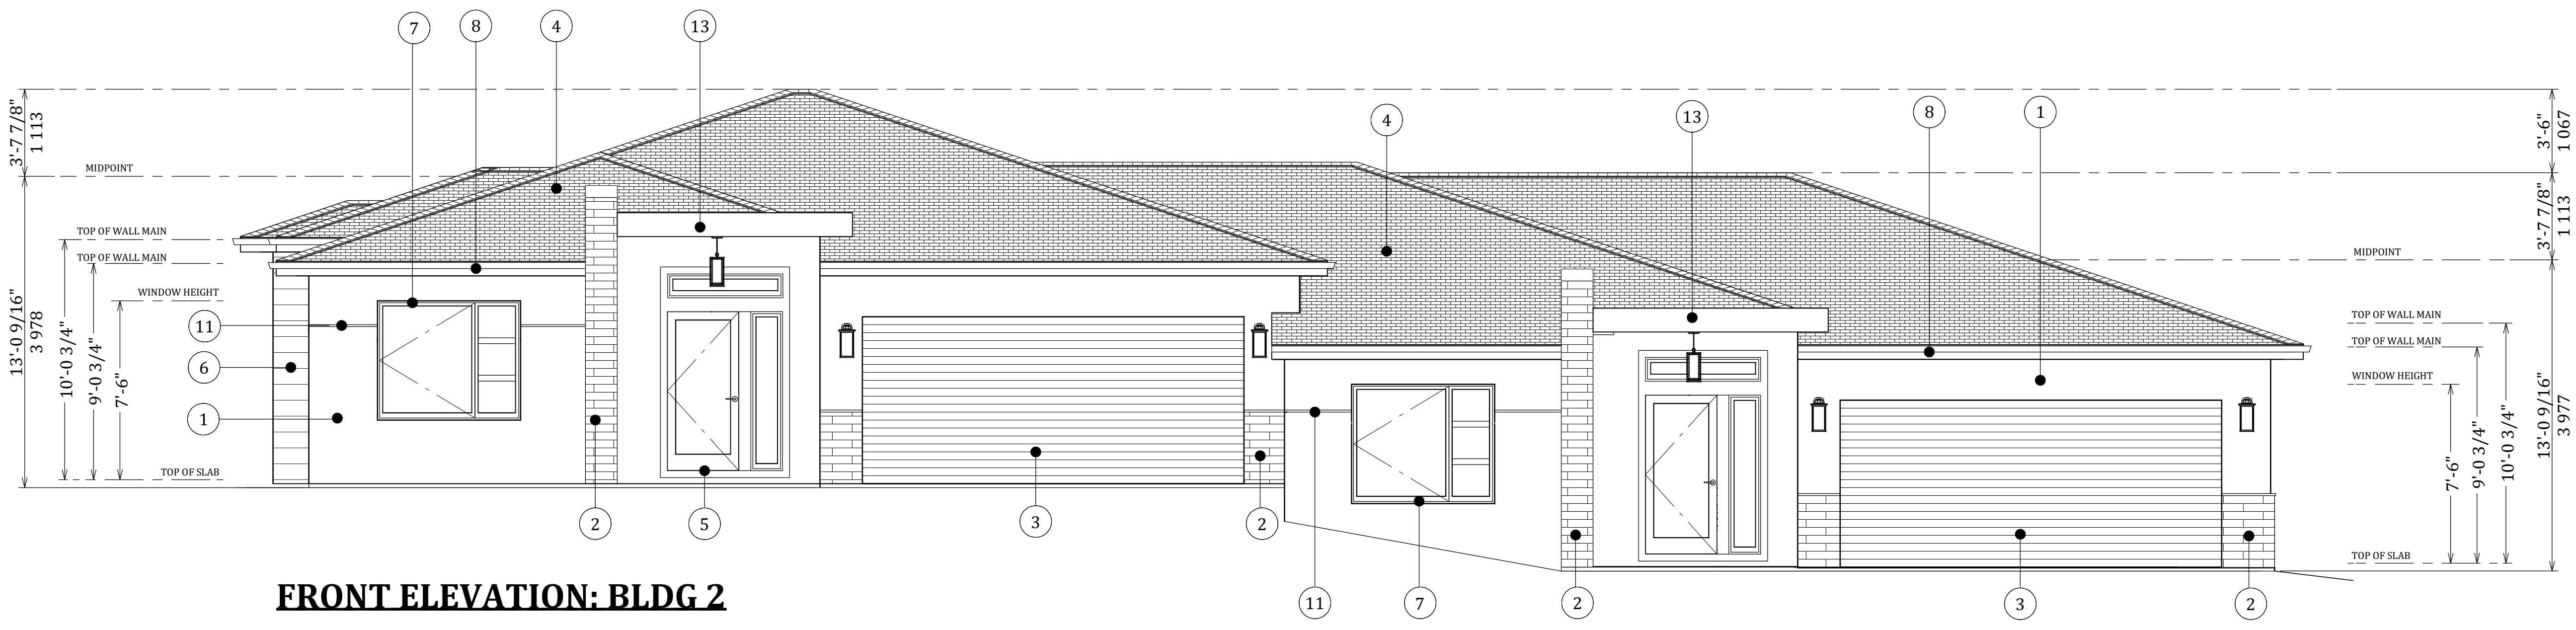 7 8 4 13
4 13 8 1
3'-7 7/8"
1 113
MIDPOINT
TOP OF WALL MAIN
TOP OF WALL MAIN
WINDOW HEIGHT
13'-0 9/16"
3 978
10'-0 3/4"
9'-0 3/4"
7'-6"
11
6
1
TOP OF SLAB
2 5 3 2
11 7 2 3 2
3'-6"
1 067
3'-7 7/8"
1 113
MIDPOINT
TOP OF WALL MAIN
TOP OF WALL MAIN
WINDOW HEIGHT
7'-6"
9'-0 3/4"
10'-0 3/4"
13'-0 9/16"
3 977
TOP OF SLAB
FRONT ELEVATION: BLDG 2